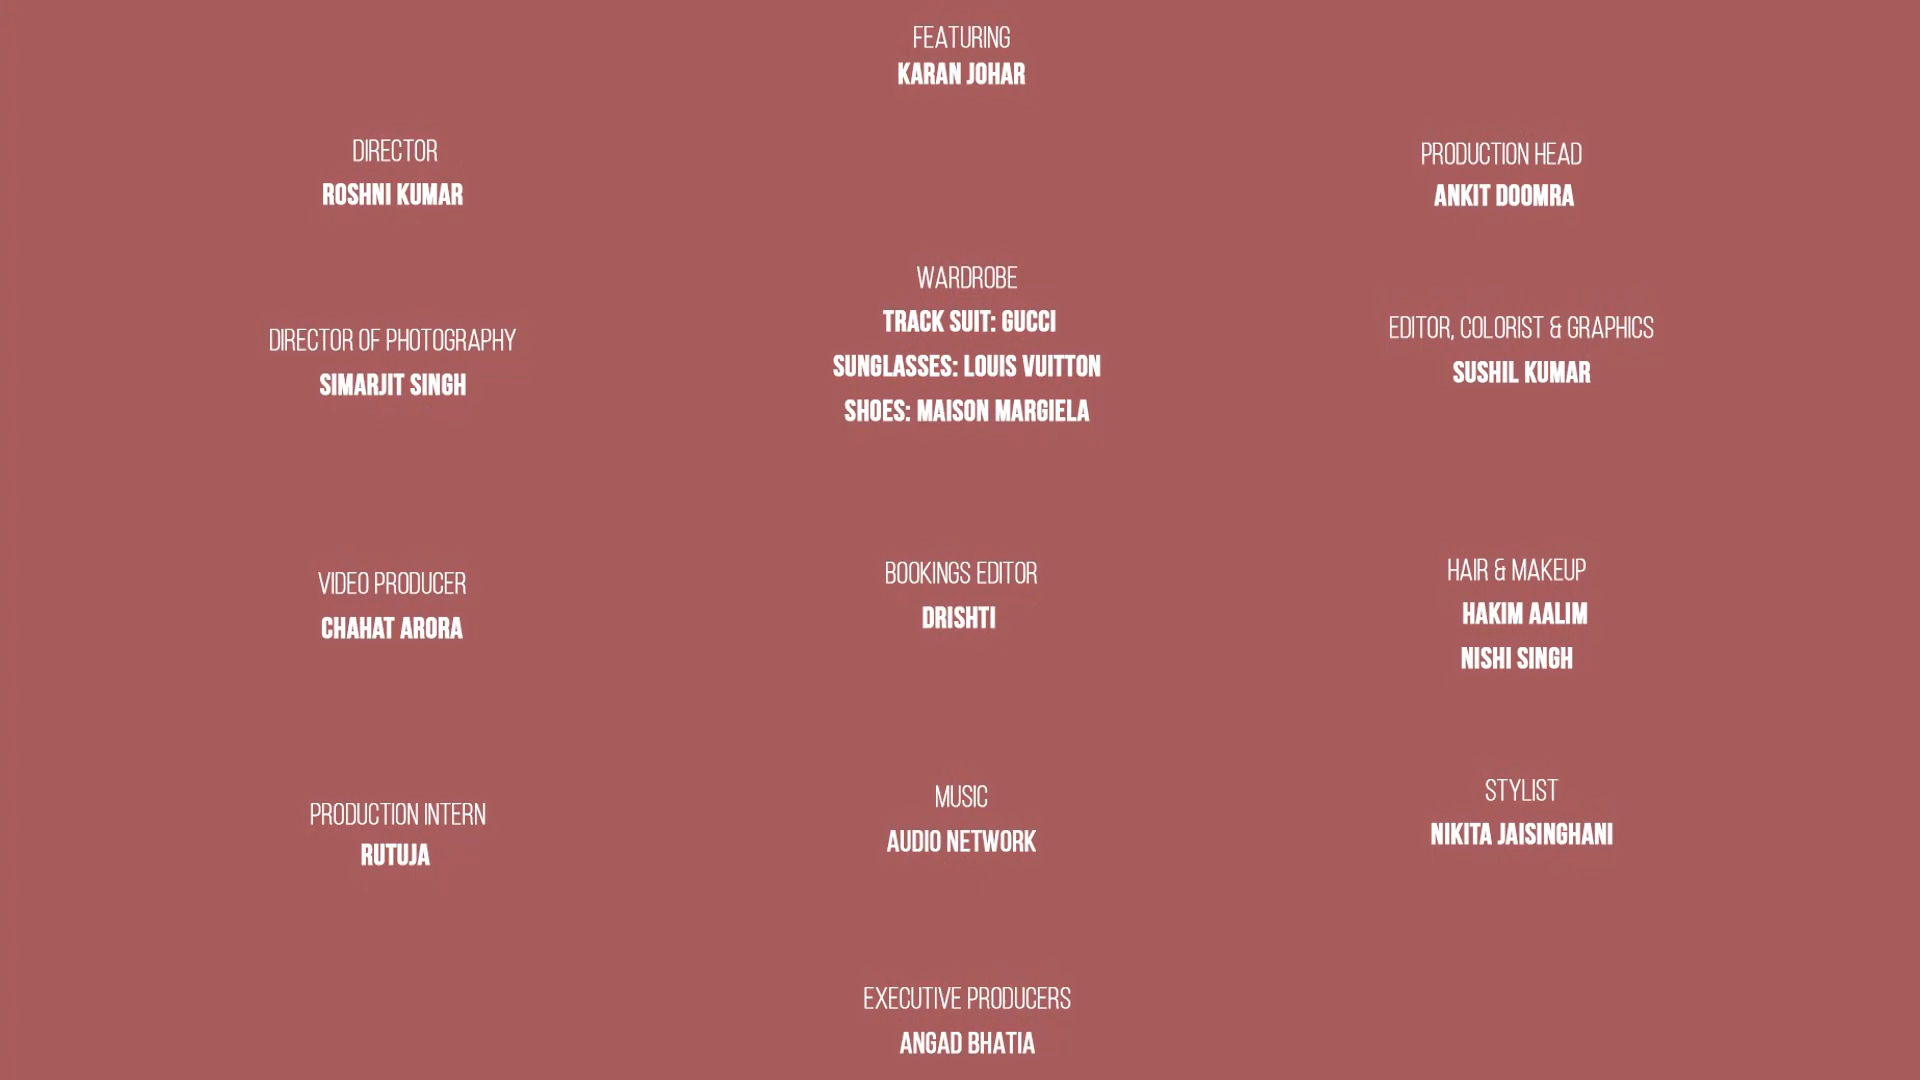 FEATURING
KARAN JOHAR
DIRECTOR
ROSHNI KUMAR
PRODUCTION HEAD
ANKIT DOOMRA
WARDROBE
TRACK SUIT: GUCCI
SUNGLASSES: LOUIS VUITTON
SHOES: MAISON MARGIELA
DIRECTOR OF PHOTOGRAPHY
SIMARJIT SINGH
EDITOR, COLORIST & GRAPHICS
SUSHIL KUMAR
VIDEO PRODUCER
CHAHAT ARORA
BOOKINGS EDITOR
DRISHTI
HAIR & MAKEUP
HAKIM AALIM
NISHI SINGH
PRODUCTION INTERN
RUTUJA
MUSIC
AUDIO NETWORK
STYLIST
NIKITA JAISINGHANI
EXECUTIVE PRODUCERS
ANGAD BHATIA